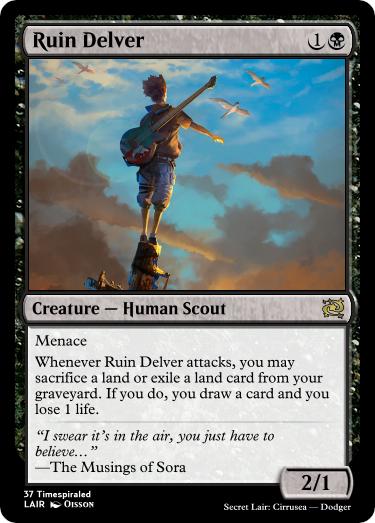 Ruin Delver 1
Creature — Human Scout
Menace
Whenever Ruin Delver attacks, you may
sacrifice a land or exile a land card from your
graveyard. If you do, you draw a card and you
lose 1 life.
“I swear it’s in the air, you just have to
believe…”
—The Musings of Sora
2/1
37 Timespiraled
LAIR Oisson
Secret Lair: Cirrusea — Dodger